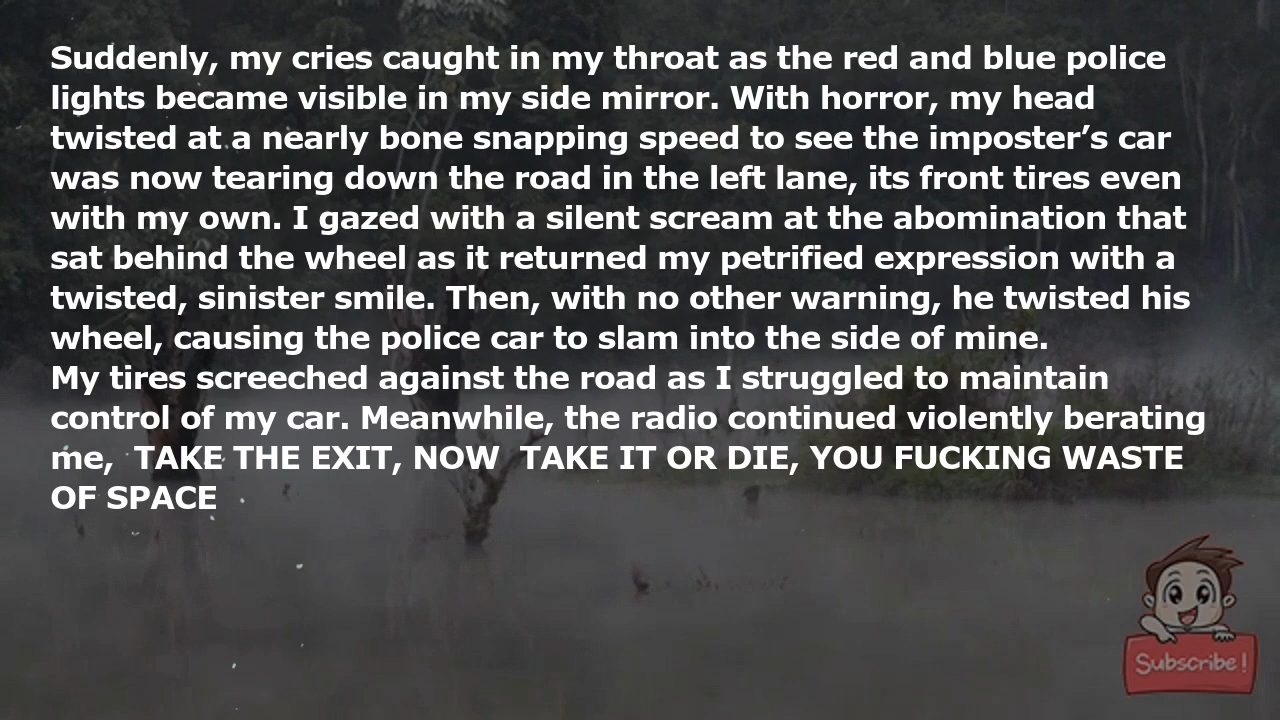 Suddenly, my cries caught in my throat as the red and blue police
lights became visible in my side mirror. With horror, my head
twisted at a nearly bone snapping speed to see the imposter’s car
was now tearing down the road in the left lane, its front tires even
with my own. I gazed with a silent scream at the abomination that
sat behind the wheel as it returned my petrified expression with a
twisted, sinister smile. Then, with no other warning, he twisted his
wheel, causing the police car to slam into the side of mine.
My tires screeched against the road as I struggled to maintain
control of my car. Meanwhile, the radio continued violently berating
me,  TAKE THE EXIT, NOW  TAKE IT OR DIE, YOU FUCKING WASTE
OF SPACE
Subscribe!